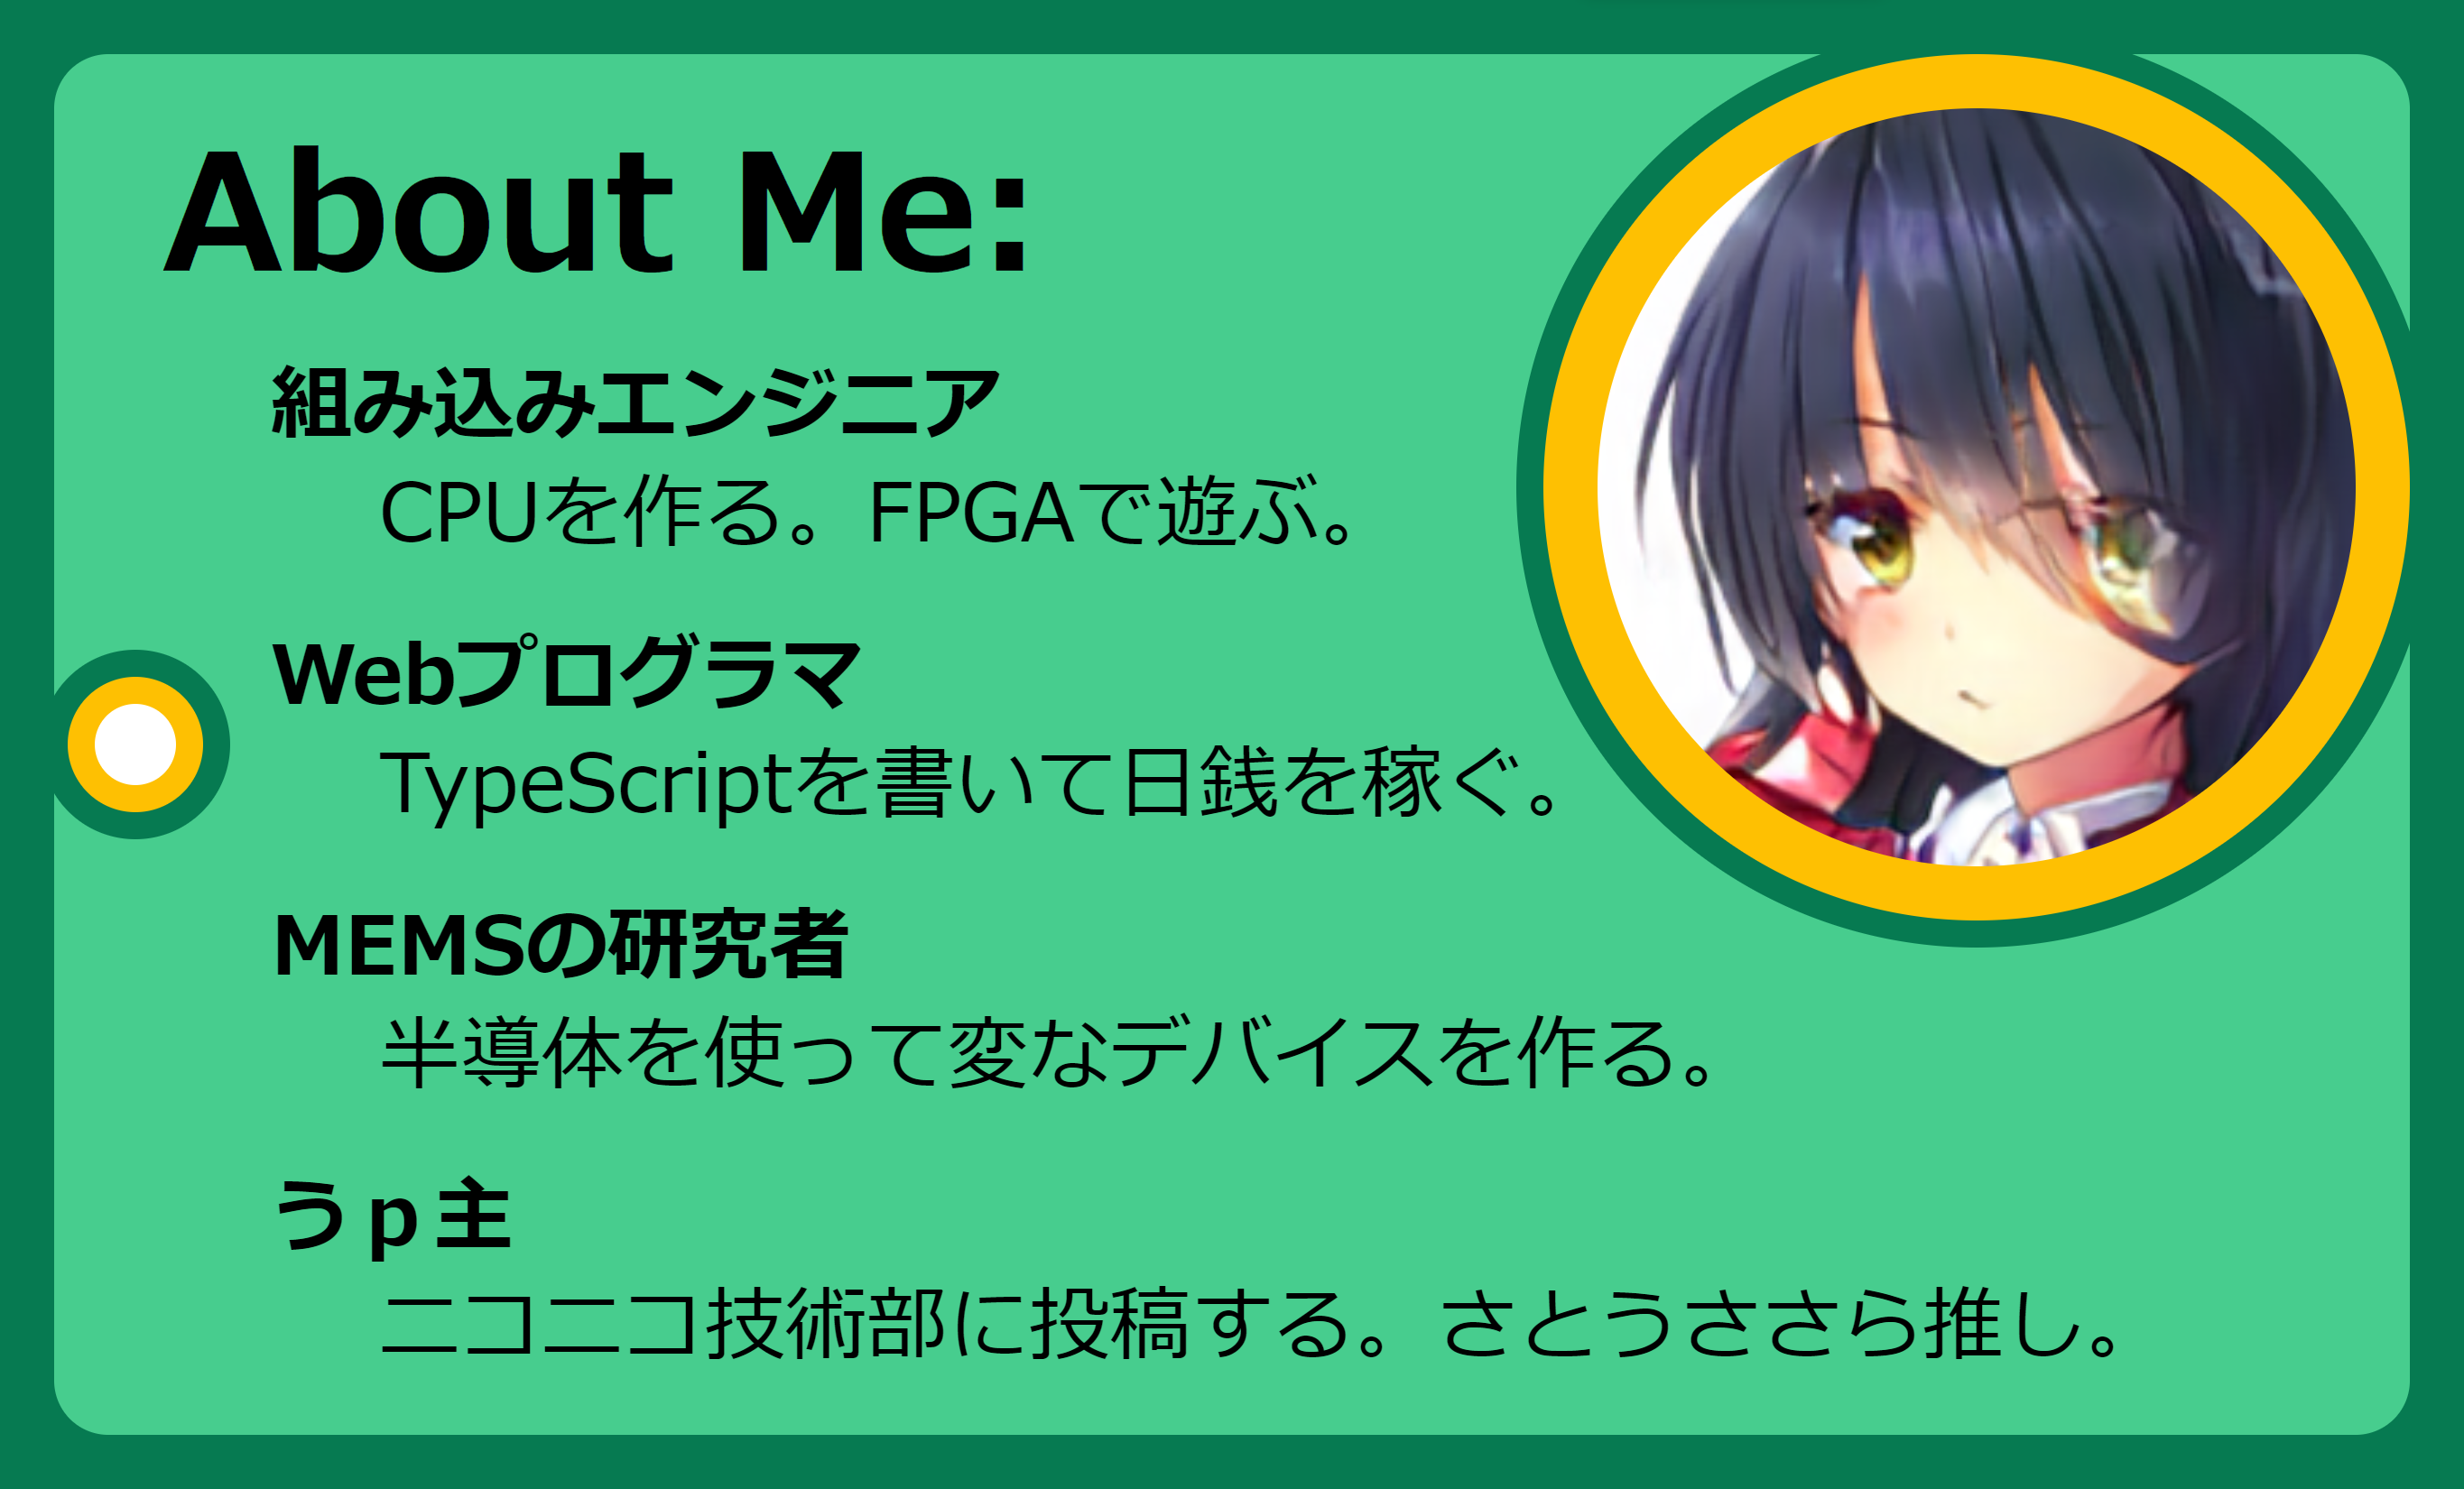 About Me:
組み込みエンジニア
CPUを作る。FPGAで遊ぶ。
Webプログラマ
TypeScriptを書いて日銭を稼ぐ。
MEMSの研究者
半導体を使って変なデバイスを作る。
うｐ主
ニコニコ技術部に投稿する。さとうささら推し。